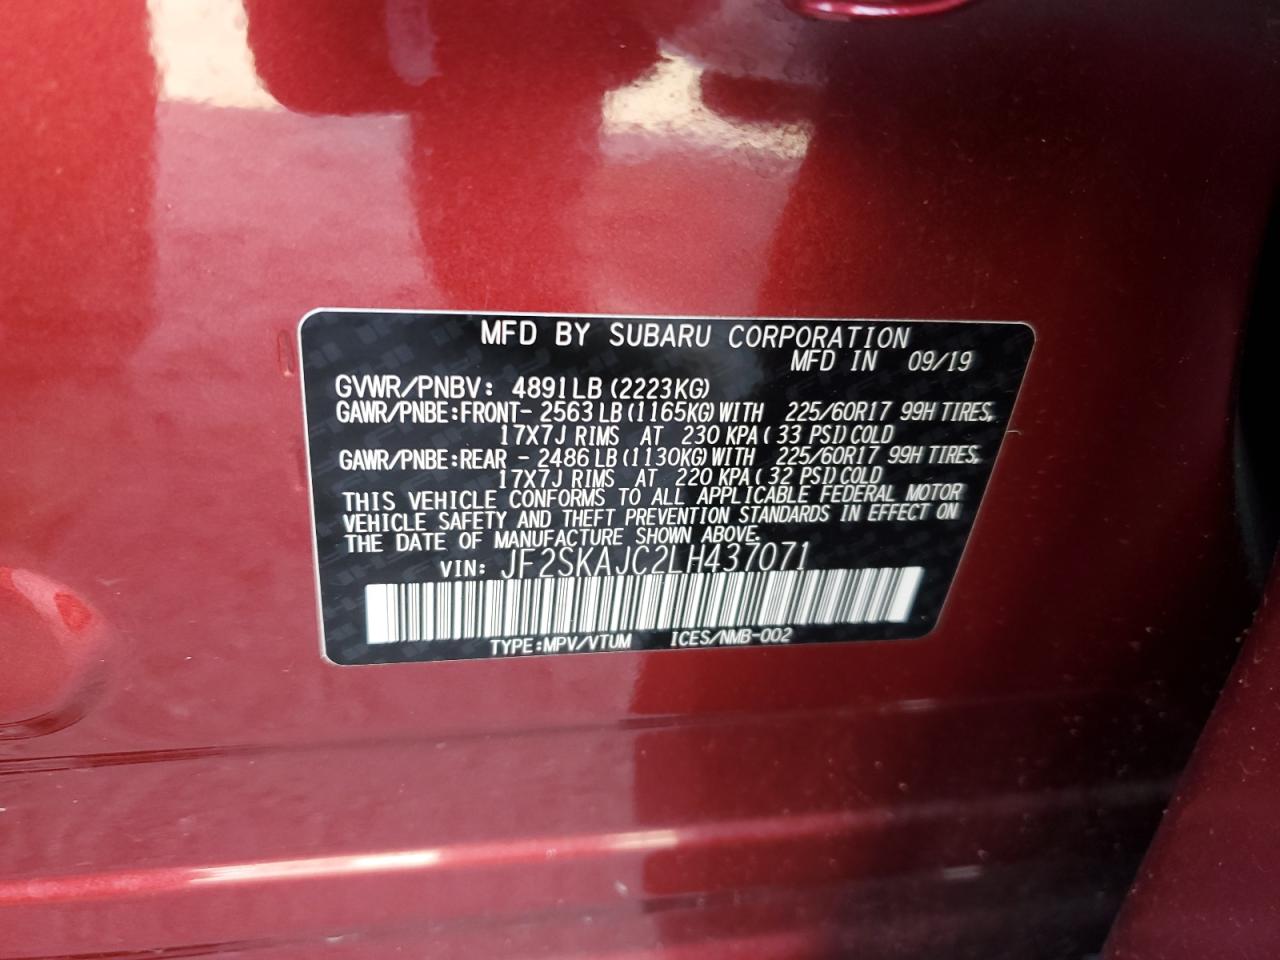 MFD BY SUBARU CORPORATION
MFD IN 09/19
GVWR/PNBV: 4891LB (2223KG)
GAWR/PNBE:FRONT- 2563 LB (1165KG) WITH 225/60R17 99H TIRES,
17X7J RIMS AT 230 KPA ( 33 PSI) COLD
GAWR/PNBE:REAR - 2486 LB (1130KG) WITH 225/60R17 99H TIRES,
17X7J RIMS AT 220 KPA ( 32 PSI) COLD
THIS VEHICLE CONFORMS TO ALL APPLICABLE FEDERAL MOTOR
VEHICLE SAFETY AND THEFT PREVENTION STANDARDS IN EFFECT ON
THE DATE OF MANUFACTURE SHOWN ABOVE.
VIN: JF2SKAJC2LH437071
TYPE:MPV/VTUM ICES/NMB-002